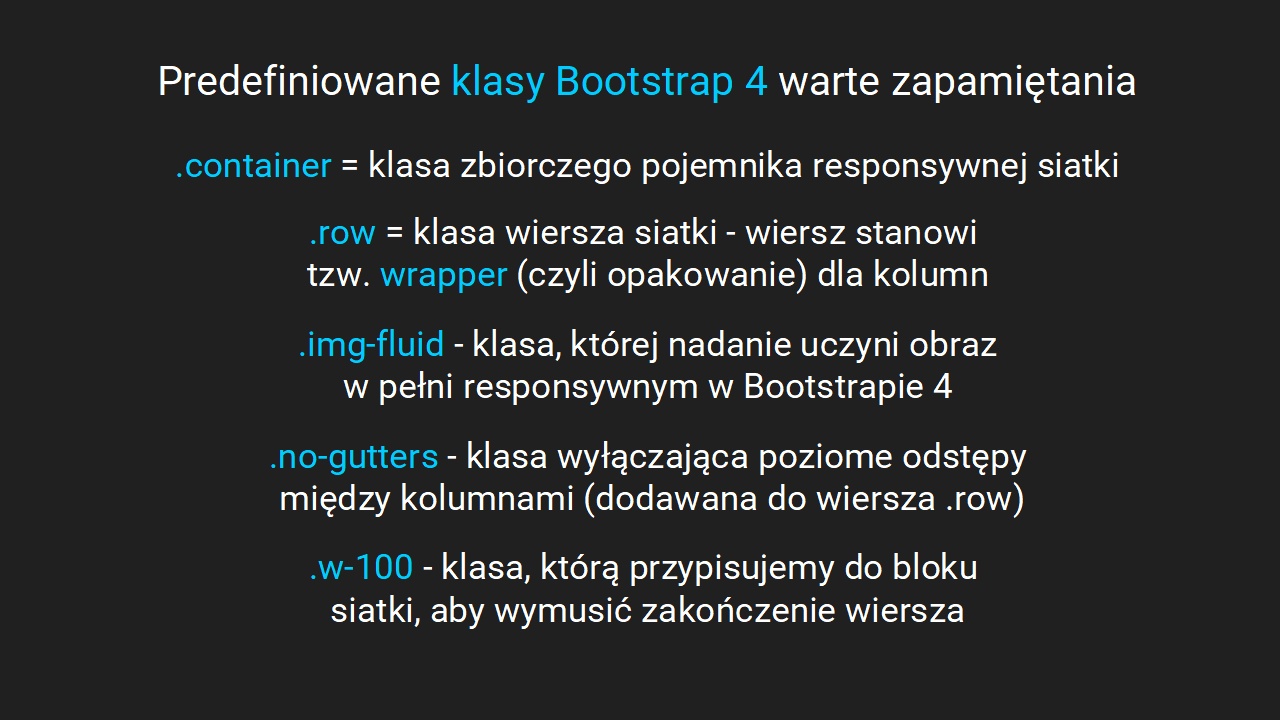 Predefiniowane klasy Bootstrap 4 warte zapamiętania
.container = klasa zbiorczego pojemnika responsywnej siatki
.row = klasa wiersza siatki - wiersz stanowi
tzw. wrapper (czyli opakowanie) dla kolumn
.img-fluid - klasa, której nadanie uczyni obraz
w pełni responsywnym w Bootstrapie 4
.no-gutters - klasa wyłączająca poziome odstępy
między kolumnami (dodawana do wiersza .row)
.w-100 - klasa, którą przypisujemy do bloku
siatki, aby wymusić zakończenie wiersza